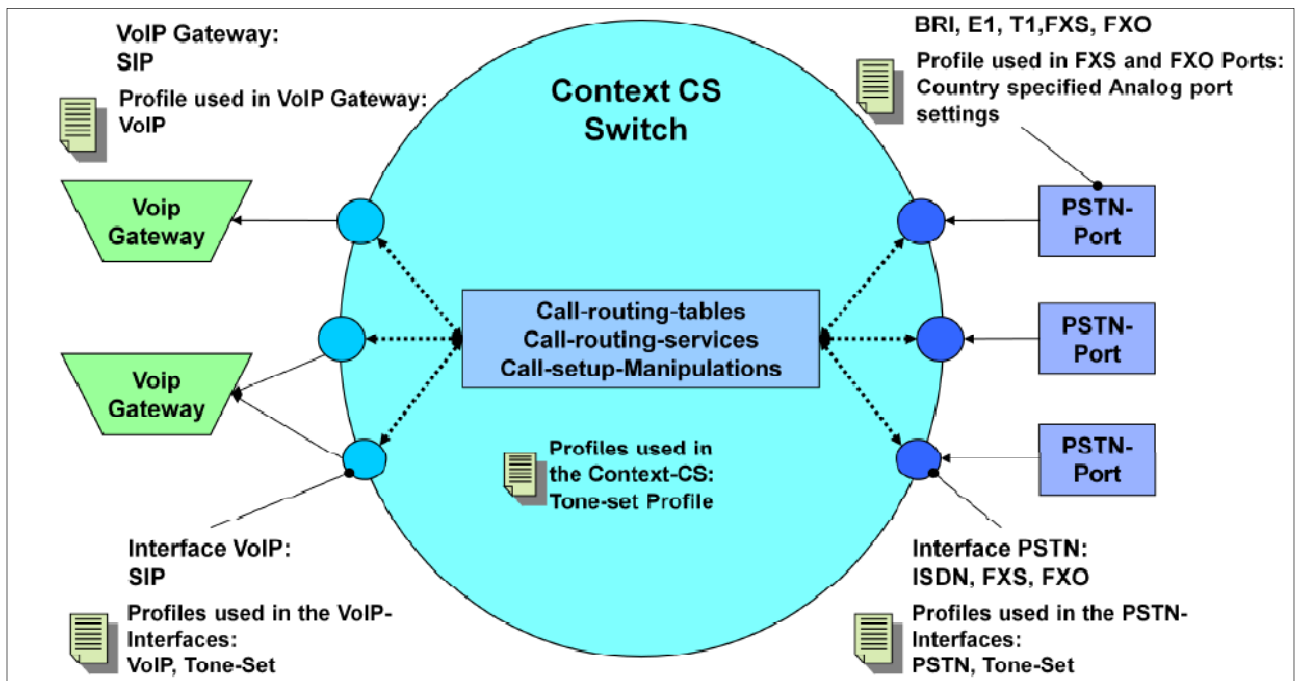 VoIP Gateway:
SIP
Profile used in VoIP Gateway:
VoIP
Context CS
Switch
BRI, E1, T1,FXS, FXO
Profile used in FXS and FXO Ports:
Country specified Analog port
settings
Voip
Gateway
PSTN-
Port
Call-routing-tables
Call-routing-services
Call-setup-Manipulations
PSTN-
Port
Voip
Gateway
PSTN-
Port
Profiles used in
the Context-CS:
Tone-set Profile
Interface VoIP:
SIP
Profiles used in the VoIP-
Interfaces:
VoIP, Tone-Set
Interface PSTN:
ISDN, FXS, FXO
Profiles used in the PSTN-
Interfaces:
PSTN, Tone-Set